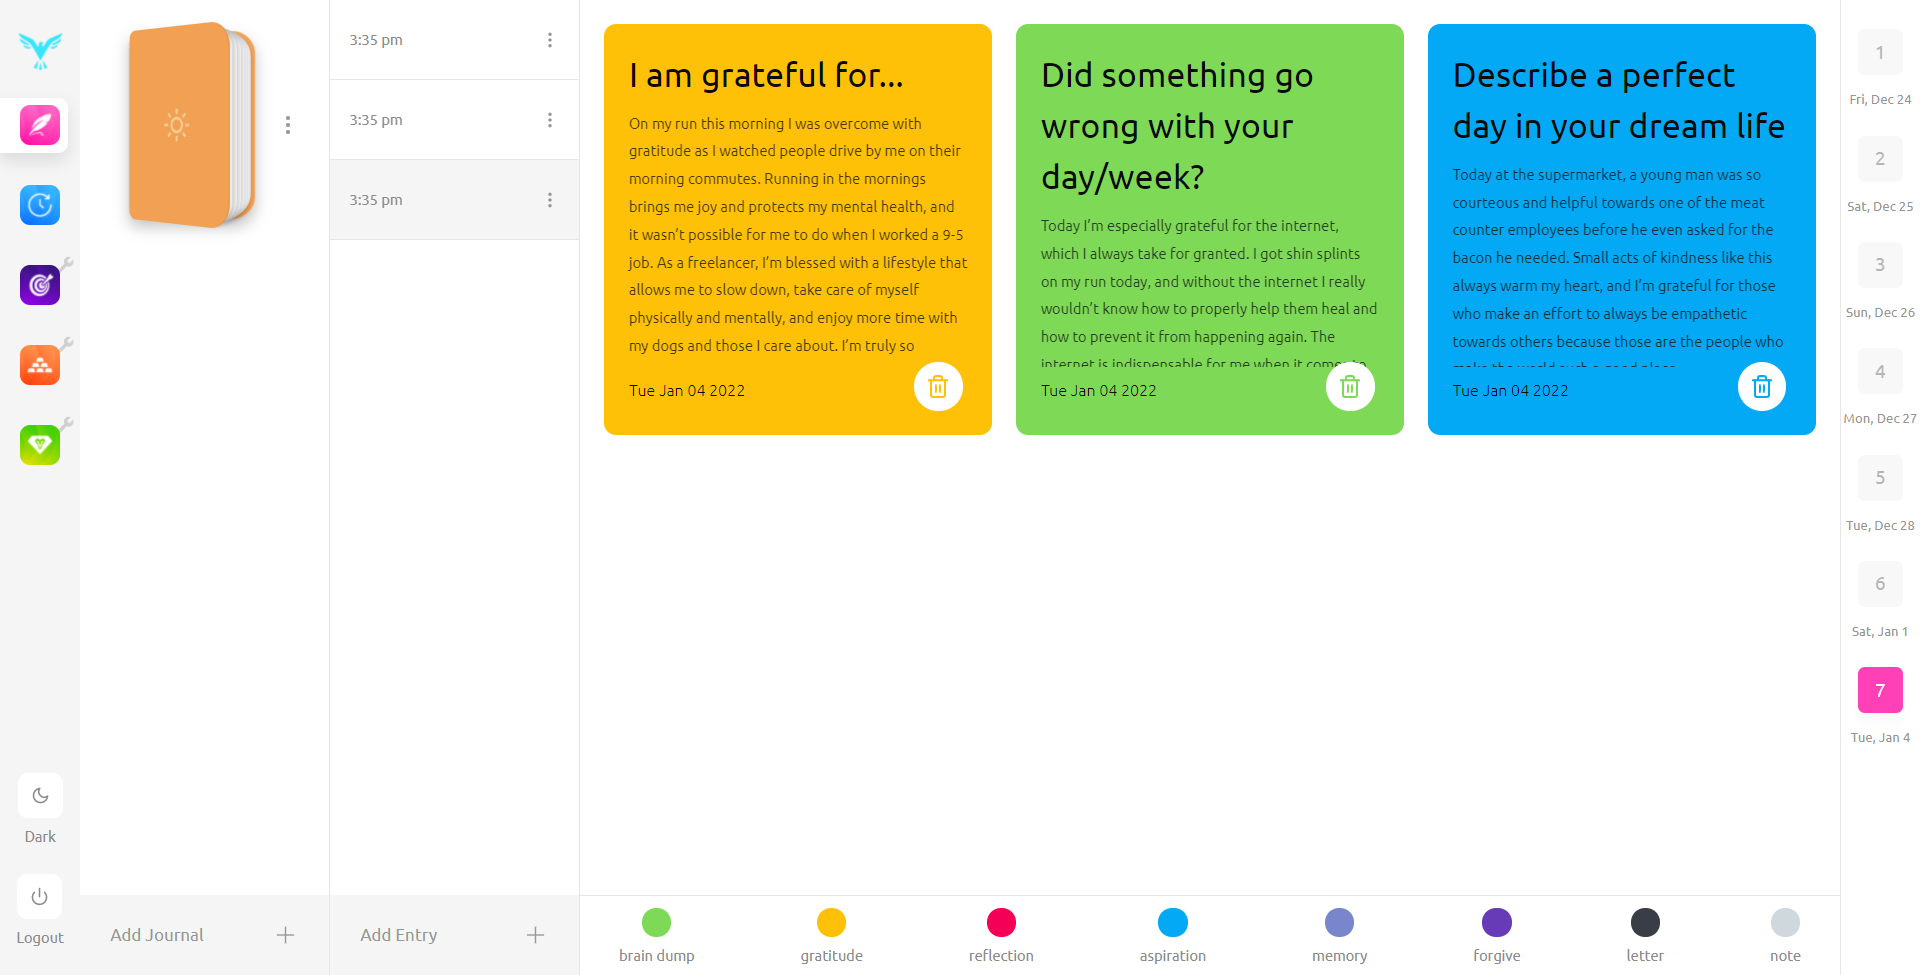 Dark
Logout
Add Journal
3:35 pm
3:35 pm
3:35 pm
Add Entry
I am grateful for...
On my run this morning I was overcome with
gratitude as I watched people drive by me on their
morning commutes. Running in the mornings
brings me joy and protects my mental health, and
it wasn’t possible for me to do when I worked a 9-5
job. As a freelancer, I’m blessed with a lifestyle that
allows me to slow down, take care of myself
physically and mentally, and enjoy more time with
my dogs and those I care about. I’m truly so
Tue Jan 04 2022
Did something go
wrong with your
day/week?
Today I’m especially grateful for the internet,
which I always take for granted. I got shin splints
on my run today, and without the internet I really
wouldn’t know how to properly help them heal and
how to prevent it from happening again. The
internet is indispensable for me when it comes to
Tue Jan 04 2022
Describe a perfect
day in your dream life
Today at the supermarket, a young man was so
courteous and helpful towards one of the meat
counter employees before he even asked for the
bacon he needed. Small acts of kindness like this
always warm my heart, and I’m grateful for those
who make an effort to always be empathetic
towards others because those are the people who
Tue Jan 04 2022
brain dump
gratitude
reflection
aspiration
memory
forgive
letter
note
1
Fri, Dec 24
2
Sat, Dec 25
3
Sun, Dec 26
4
Mon, Dec 27
5
Tue, Dec 28
6
Sat, Jan 1
7
Tue, Jan 4